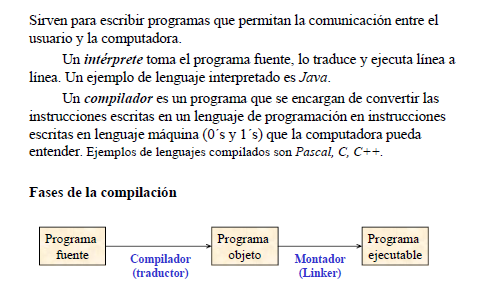 Sirven para escribir programas que permitan la comunicación entre el
usuario y la computadora.
Un intérprete toma el programa fuente, lo traduce y ejecuta línea a
línea. Un ejemplo de lenguaje interpretado es Java.
Un compilador es un programa que se encargan de convertir las
instrucciones escritas en un lenguaje de programación en instrucciones
escritas en lenguaje máquina (0´s y 1´s) que la computadora pueda
entender. Ejemplos de lenguajes compilados son Pascal, C, C++.
Fases de la compilación
Programa
fuente
Compilador
(traductor)
Programa
objeto
Montador
(Linker)
Programa
ejecutable